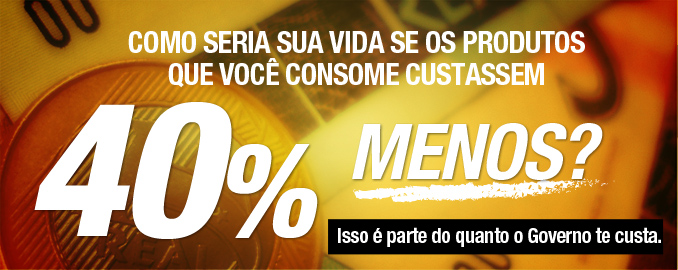 COMO SERIA SUA VIDA SE OS PRODUTOS
QUE VOCÊ CONSOME CUSTASSEM
40% MENOS?
Isso é parte do quanto o Governo te custa.
REAL